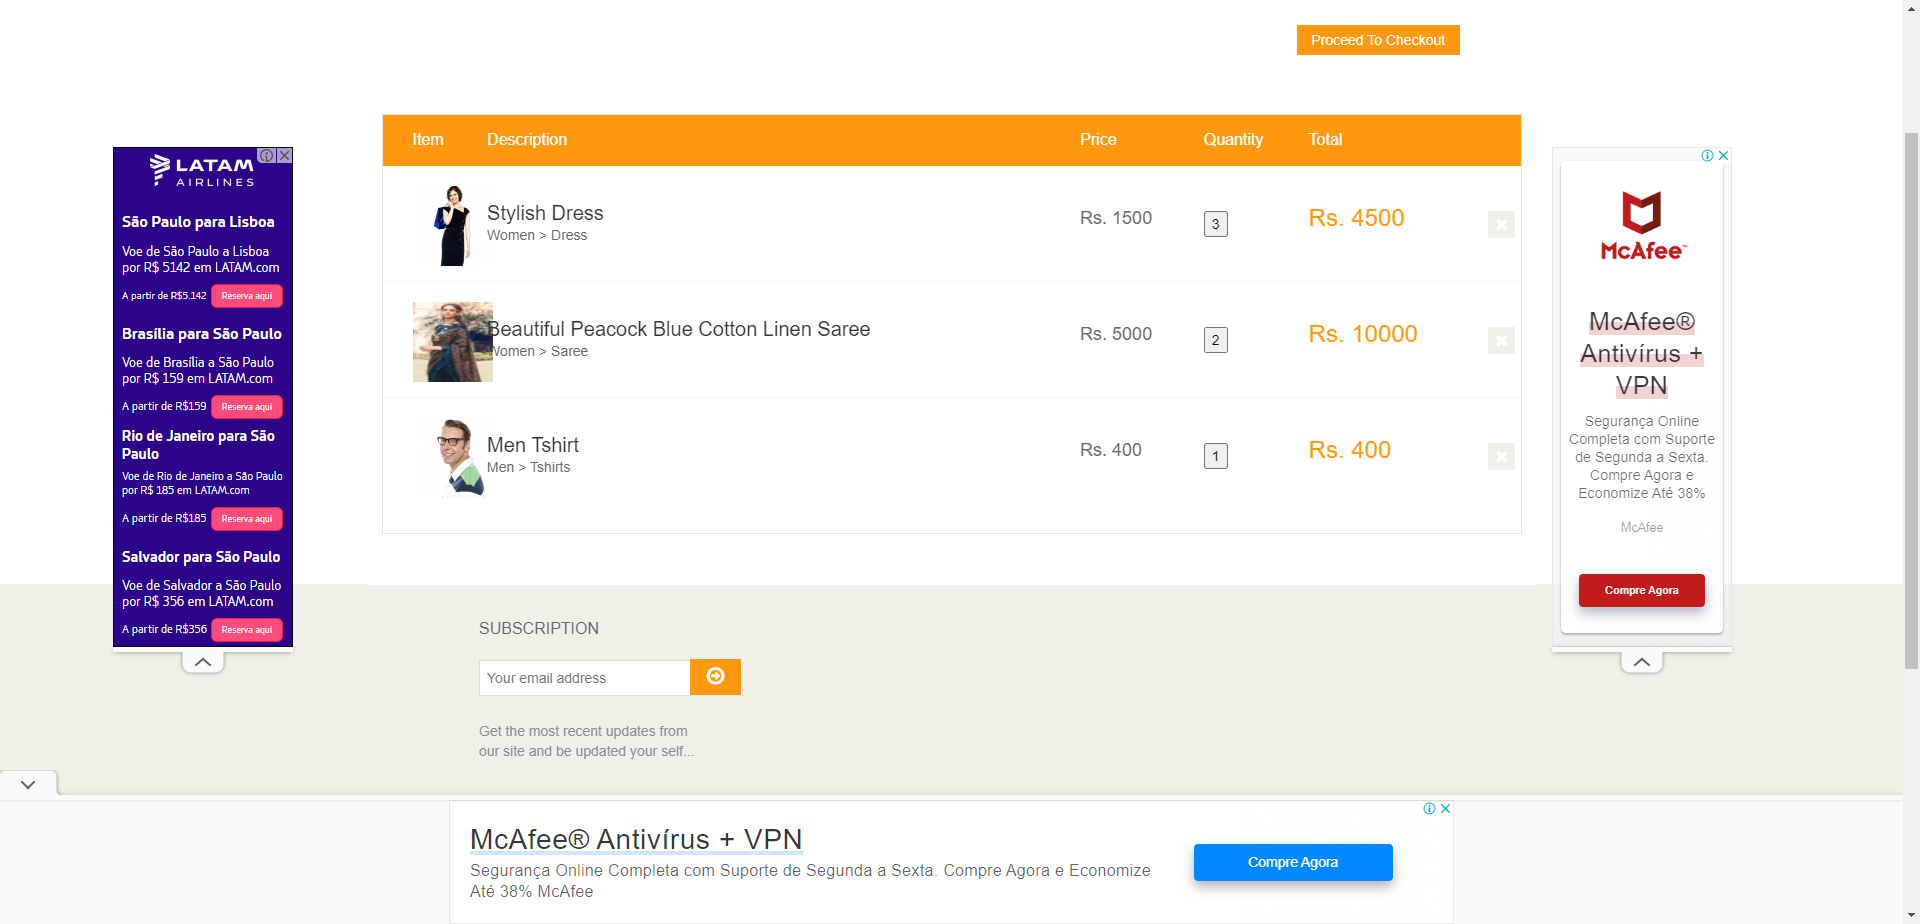 Proceed To Checkout
Item Description Price Quantity Total
Stylish Dress
Women > Dress
Rs. 1500
3
Rs. 4500
Beautiful Peacock Blue Cotton Linen Saree
Women > Saree
Rs. 5000
2
Rs. 10000
Men Tshirt
Men > Tshirts
Rs. 400
1
Rs. 400
LATAM
AIRLINES
São Paulo para Lisboa
Voe de São Paulo a Lisboa
por R$ 5142 em LATAM.com
A partir de R$5.142 Reserva aquí
Brasília para São Paulo
Voe de Brasília a São Paulo
por R$ 159 em LATAM.com
A partir de R$159 Reserva aquí
Rio de Janeiro para São
Paulo
Voe de Rio de Janeiro a São Paulo
por R$ 185 em LATAM.com
A partir de R$185 Reserva aquí
Salvador para São Paulo
Voe de Salvador a São Paulo
por R$ 356 em LATAM.com
A partir de R$356 Reserva aquí
McAfee™
McAfee®
Antivírus +
VPN
Segurança Online
Completa com Suporte
de Segunda a Sexta.
Compre Agora e
Economize Até 38%
McAfee
Compre Agora
SUBSCRIPTION
Your email address
Get the most recent updates from
our site and be updated your self...
McAfee® Antivírus + VPN
Segurança Online Completa com Suporte de Segunda a Sexta. Compre Agora e Economize
Até 38% McAfee
Compre Agora